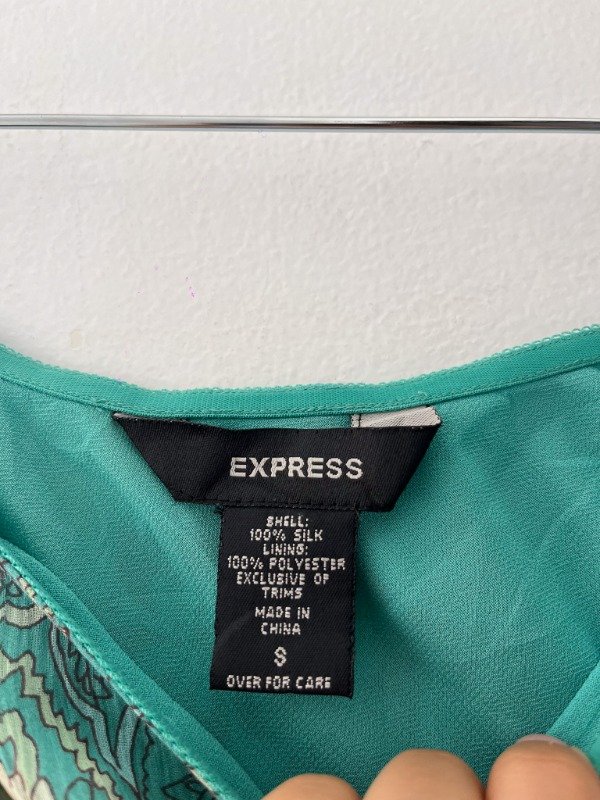 EXPRESS
SHELL:
100% SILK
LINING:
100% POLYESTER
EXCLUSIVE OF
TRIMS
MADE IN
CHINA
S
OVER FOR CARE